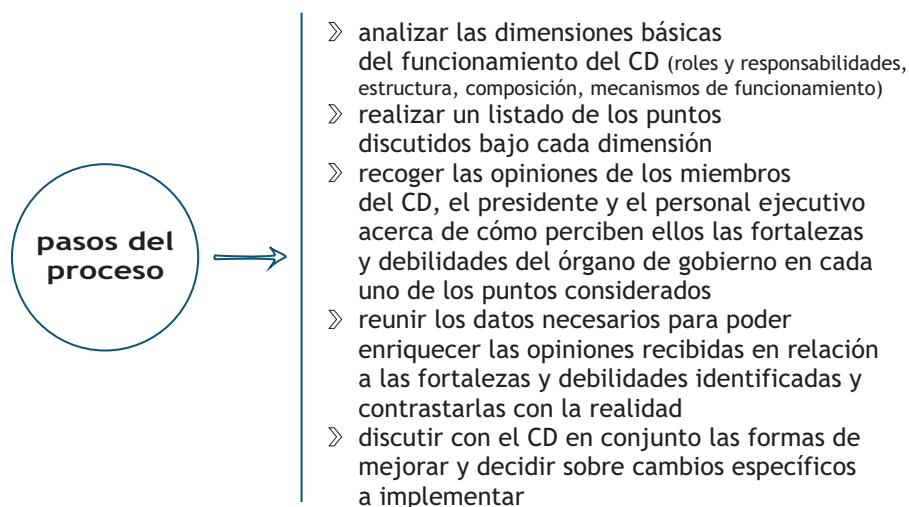 pasos del
proceso
» analizar las dimensiones básicas
del funcionamiento del CD (roles y responsabilidades,
estructura, composición, mecanismos de funcionamiento)
» realizar un listado de los puntos
discutidos bajo cada dimensión
» recoger las opiniones de los miembros
del CD, el presidente y el personal ejecutivo
acerca de cómo perciben ellos las fortalezas
y debilidades del órgano de gobierno en cada
uno de los puntos considerados
» reunir los datos necesarios para poder
enriquecer las opiniones recibidas en relación
a las fortalezas y debilidades identificadas y
contrastarlas con la realidad
» discutir con el CD en conjunto las formas de
mejorar y decidir sobre cambios específicos
a implementar